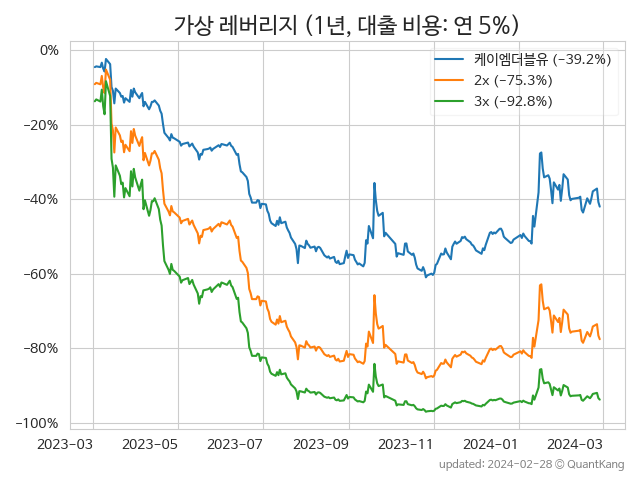 가상 레버리지 (1년, 대출 비용: 연 5%)
케이엠더블유 (−39.2%)
2x (−75.3%)
3x (−92.8%)
0%
−20%
−40%
−60%
−80%
−100%
2023-03 2023-05 2023-07 2023-09 2023-11 2024-01 2024-03
updated: 2024-02-28 © QuantKang